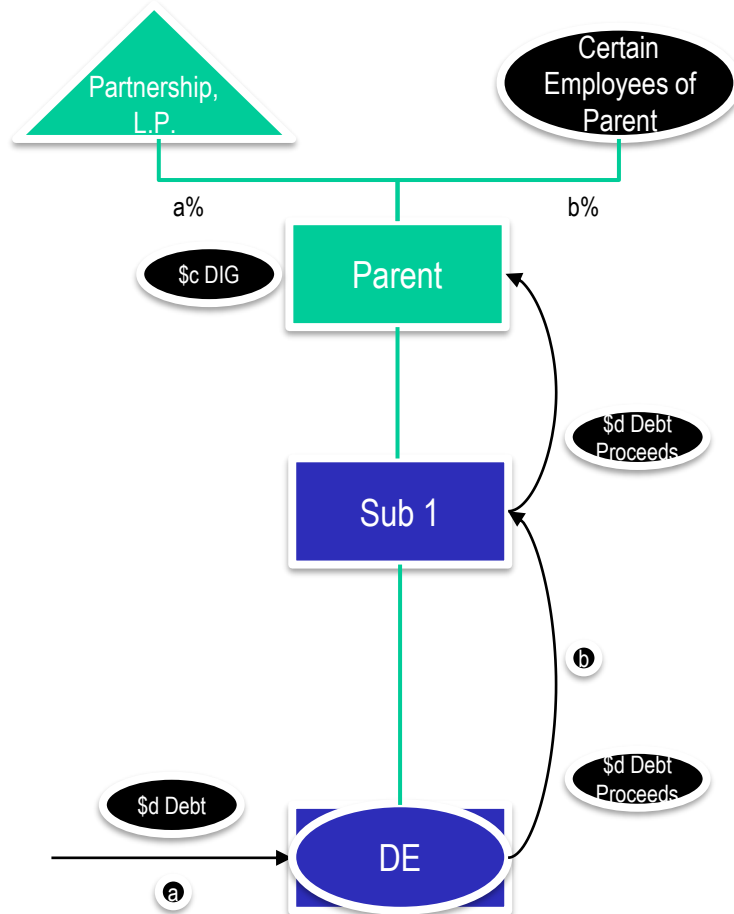 Partnership,
L.P.
Certain
Employees of
Parent
a%
b%
$c DIG
Parent
$d Debt
Proceeds
Sub 1
b
$d Debt
Proceeds
$d Debt
DE
a